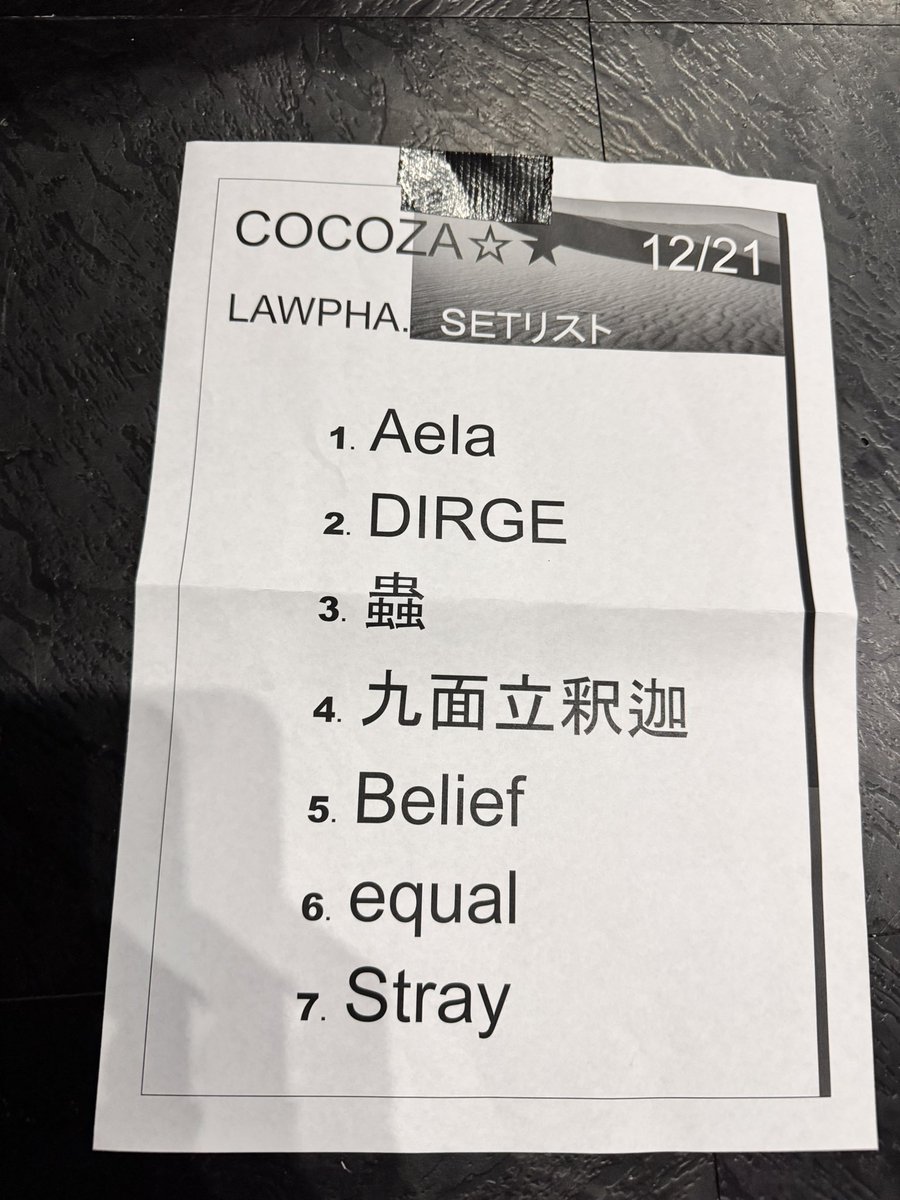 COCOZA☆★ 12/21
LAWPHA. SETリスト
1. Aela
2. DIRGE
3. 蟲
4. 九面立釈迦
5. Belief
6. equal
7. Stray